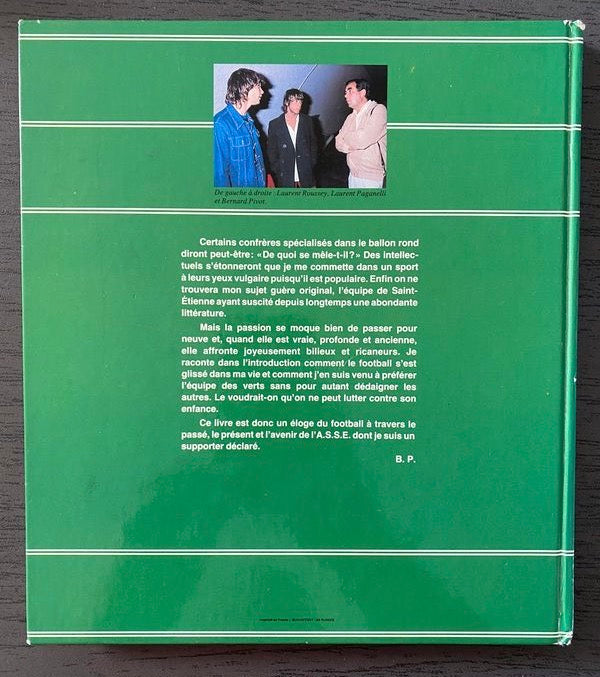 De gauche à droite : Laurent Roussey, Laurent Paganelli
et Bernard Pivot.
Certains confrères spécialisés dans le ballon rond
diront peut-être: «De quoi se mêle-t-il?» Des intellec-
tuels s'étonneront que je me commette dans un sport
à leurs yeux vulgaire puisqu'il est populaire. Enfin on ne
trouvera mon sujet guère original, l'équipe de Saint-
Étienne ayant suscité depuis longtemps une abondante
littérature.
Mais la passion se moque bien de passer pour
neuve et, quand elle est vraie, profonde et ancienne,
elle affronte joyeusement bilieux et ricaneurs. Je
raconte dans l'introduction comment le football s'est
glissé dans ma vie et comment j'en suis venu à préférer
l'équipe des verts sans pour autant dédaigner les
autres. Le voudrait-on qu'on ne peut lutter contre son
enfance.
Ce livre est donc un éloge du football à travers le
passé, le présent et l'avenir de l'A.S.S.E. dont je suis un
supporter déclaré.
B. P.